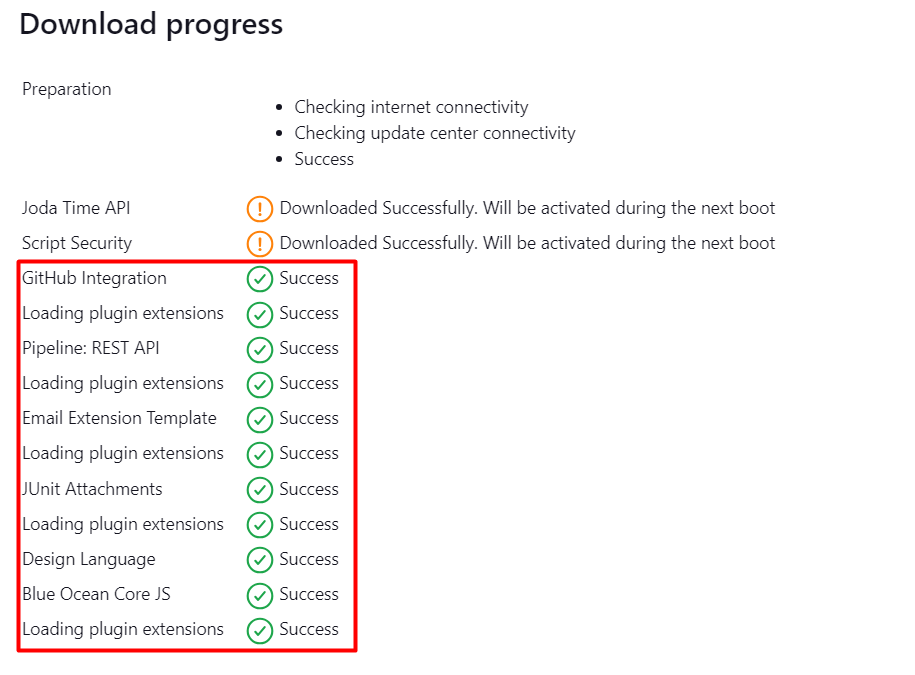 Download progress
Preparation
Checking internet connectivity
Checking update center connectivity
Success
Joda Time API Downloaded Successfully. Will be activated during the next boot
Script Security Downloaded Successfully. Will be activated during the next boot
GitHub Integration Success
Loading plugin extensions Success
Pipeline: REST API Success
Loading plugin extensions Success
Email Extension Template Success
Loading plugin extensions Success
JUnit Attachments Success
Loading plugin extensions Success
Design Language Success
Blue Ocean Core JS Success
Loading plugin extensions Success